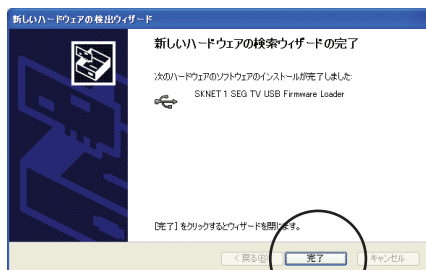 新しいハードウェアの検出ウィザード
新しいハードウェアの検索ウィザードの完了
次のハードウェアのソフトウェアのインストールが完了しました:
SKNET 1 SEG TV USB Firmware Loader
[完了] をクリックするとウィザードを閉じます。
< 戻る(B)
完了
キャンセル